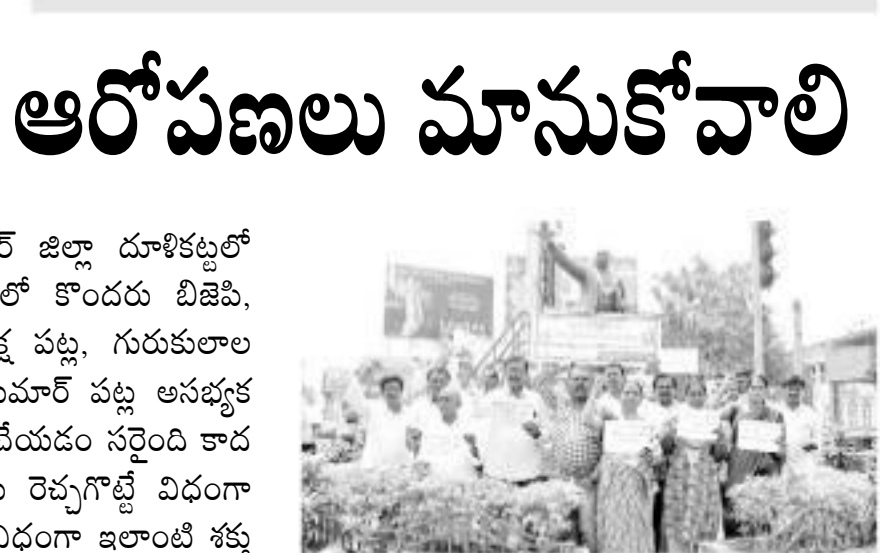 ఆరోపణలు మానుకోవాలి
ర్ జిల్లా దూళికట్టలో
లో కొందరు బిజెపి,
క్ష పట్ల, గురుకులాల
మార్ పట్ల అసభ్యక
చేయడం సరైంది కాద
రెచ్చగొట్టే విధంగా
విధంగా ఇలాంటి శక్తు